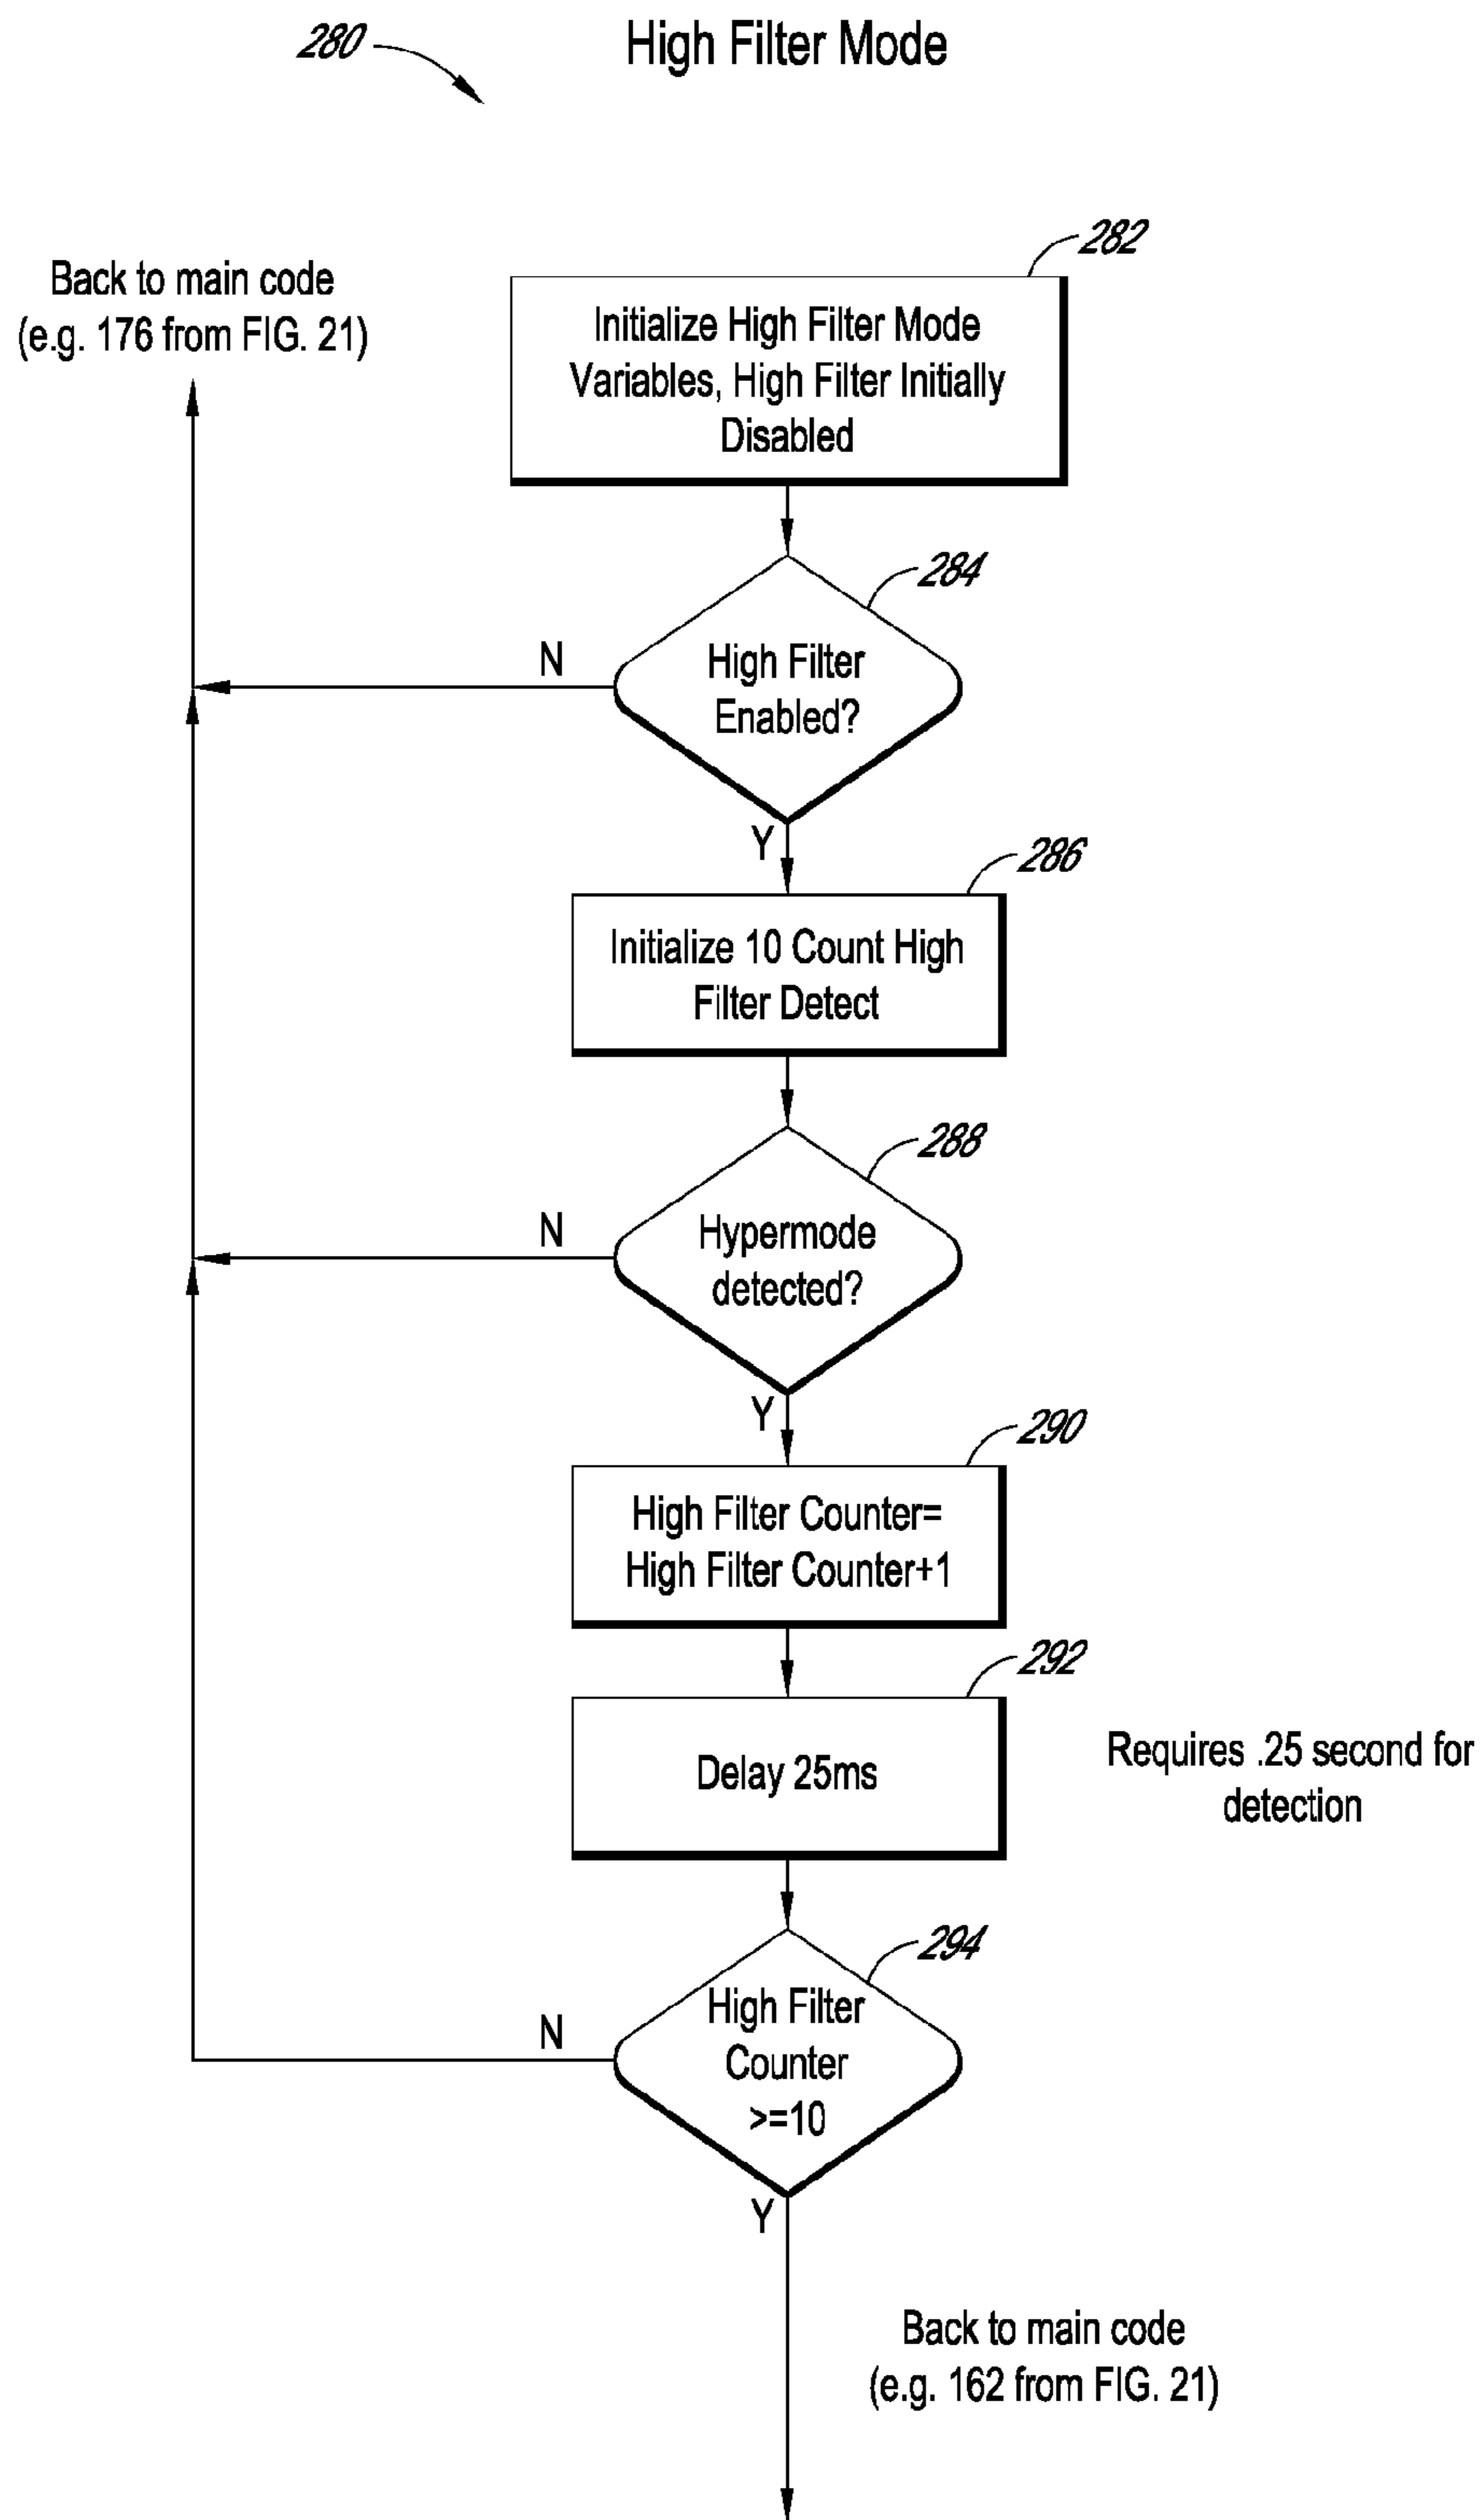 280
High Filter Mode
282
Back to main code
(e.g. 176 from FIG. 21)
Initialize High Filter Mode
Variables, High Filter Initially
Disabled
284
N
High Filter
Enabled?
Y
286
Initialize 10 Count High
Filter Detect
288
N
Hypermode
detected?
Y
290
High Filter Counter=
High Filter Counter+1
292
Delay 25ms
Requires .25 second for
detection
294
N
High Filter
Counter
>=10
Y
Back to main code
(e.g. 162 from FIG. 21)